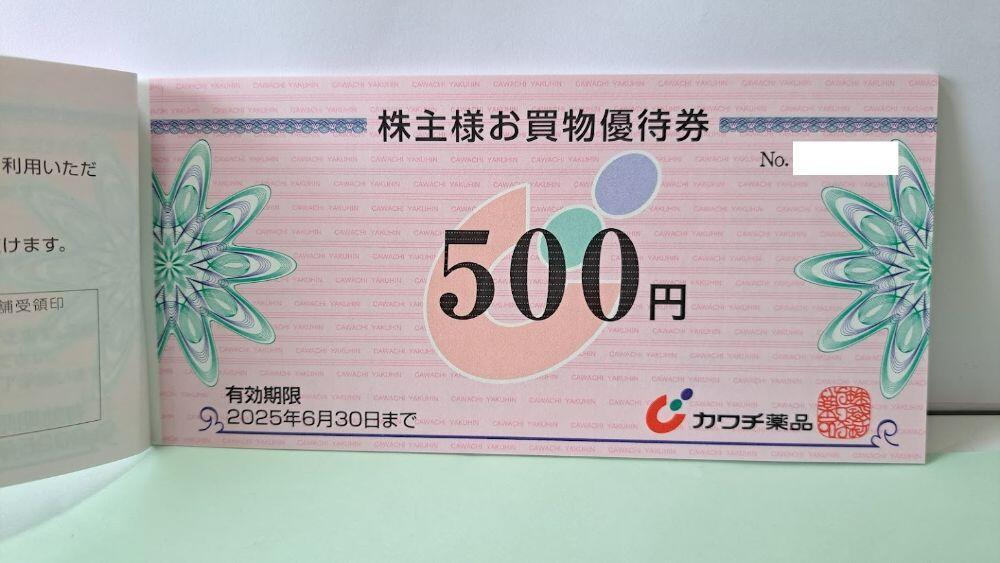 利用いただ
けます。
舗受領印
株主様お買物優待券
No.
500円
有効期限
2025年6月30日まで
カワチ薬品
CAWACHI YAKUHIN